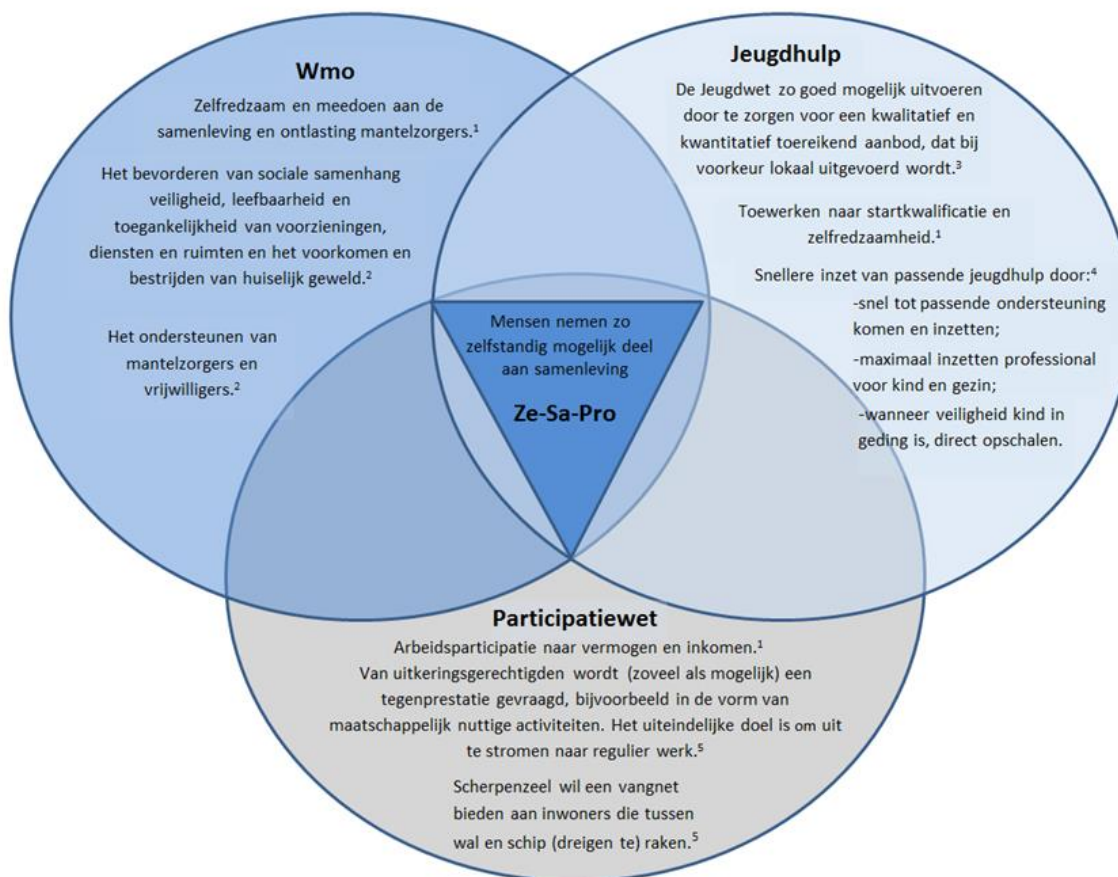 Wmo
Zelfredzaam en meedoen aan de
samenleving en ontlasting mantelzorgers.¹
Het bevorderen van sociale samenhang
veiligheid, leefbaarheid en
toegankelijkheid van voorzieningen,
diensten en ruimten en het voorkomen en
bestrijden van huiselijk geweld.²
Het ondersteunen van
mantelzorgers en
vrijwilligers.²
Jeugdhulp
De Jeugdwet zo goed mogelijk uitvoeren
door te zorgen voor een kwalitatief en
kwantitatief toereikend aanbod, dat bij
voorkeur lokaal uitgevoerd wordt.³
Toewerken naar startkwalificatie en
zelfredzaamheid.¹
Snellere inzet van passende jeugdhulp door:⁴
-snel tot passende ondersteuning
komen en inzetten;
-maximaal inzetten professional
voor kind en gezin;
-wanneer veiligheid kind in
geding is, direct opschalen.
Mensen nemen zo
zelfstandig mogelijk deel
aan samenleving
Ze-Sa-Pro
Participatiewet
Arbeidsparticipatie naar vermogen en inkomen.¹
Van uitkeringsgerechtigden wordt (zoveel als mogelijk) een
tegenprestatie gevraagd, bijvoorbeeld in de vorm van
maatschappelijk nuttige activiteiten. Het uiteindelijke doel is om uit
te stromen naar regulier werk.⁵
Scherpenzeel wil een vangnet
bieden aan inwoners die tussen
wal en schip (dreigen te) raken.⁵